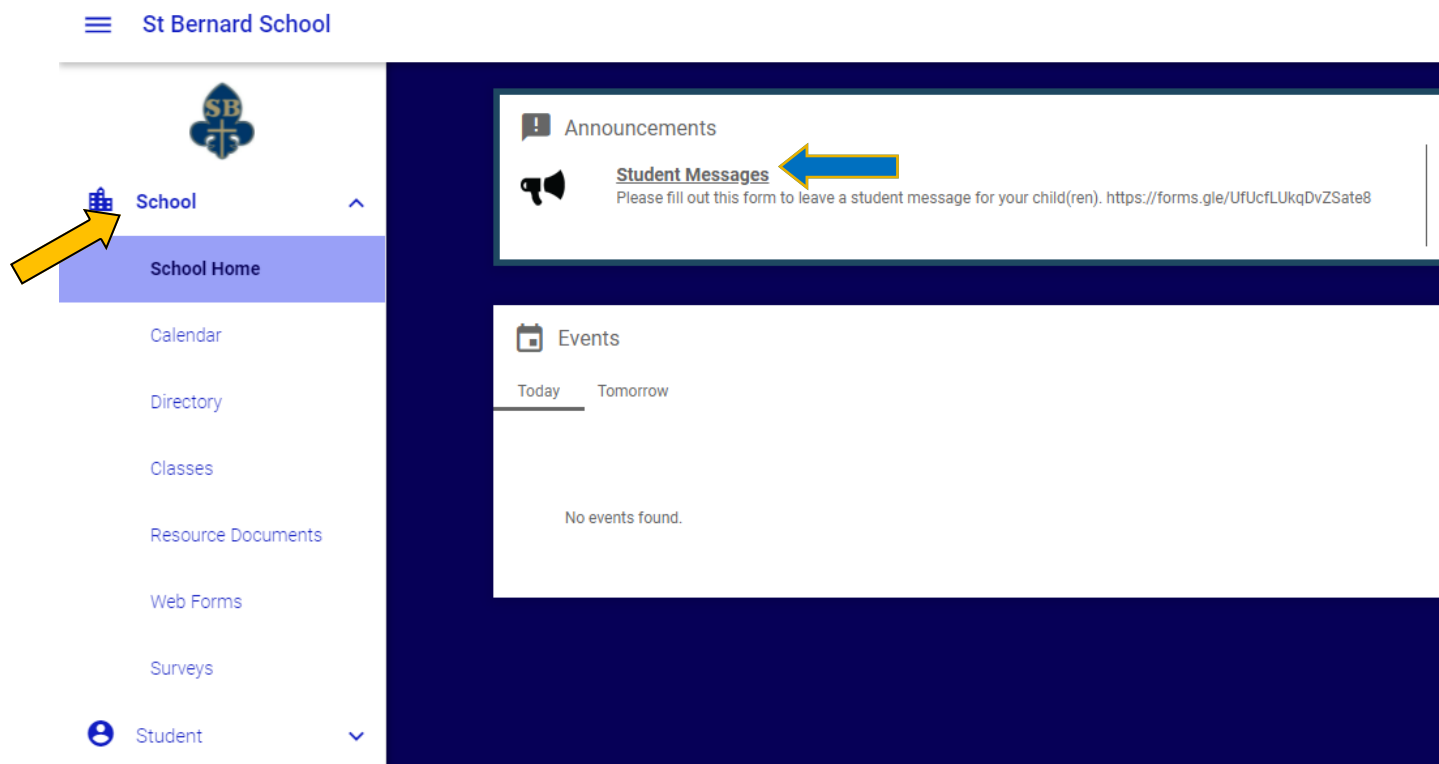 St Bernard School
SB
School
School Home
Calendar
Directory
Classes
Resource Documents
Web Forms
Surveys
Student
Announcements
Student Messages
Please fill out this form to leave a student message for your child(ren). https://forms.gle/UfUcfLUkqDvZSate8
Events
Today Tomorrow
No events found.